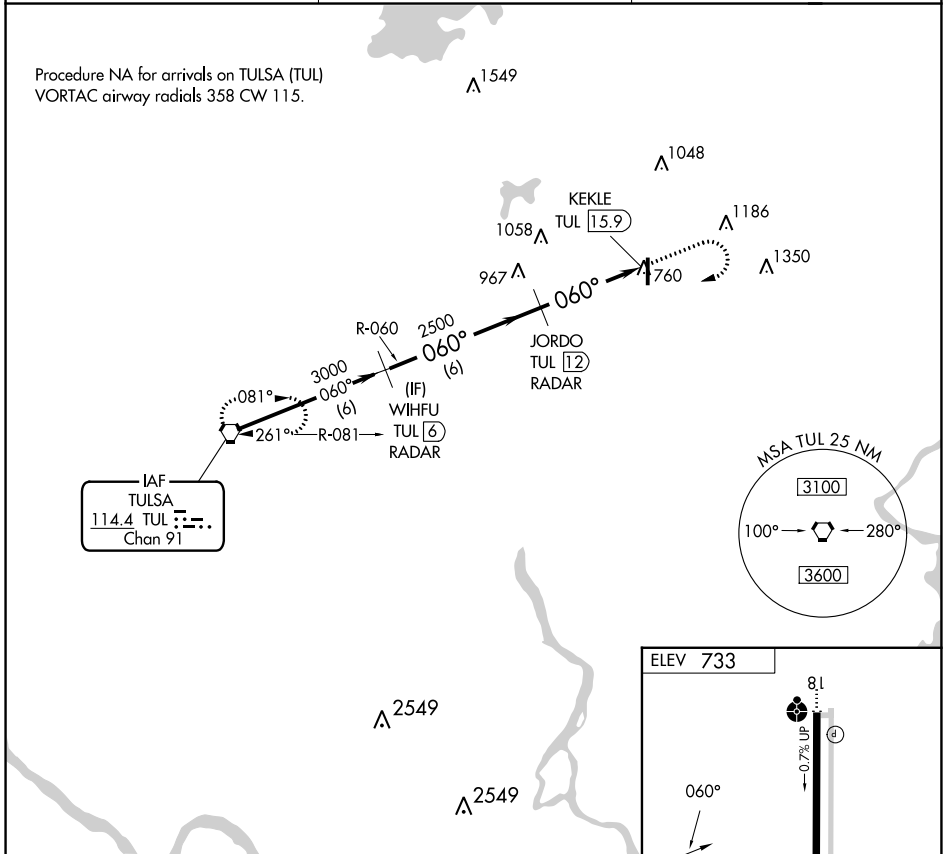 Procedure NA for arrivals on TULSA (TUL)
VORTAC airway radials 358 CW 115.
1549
1048
KEKLE
TUL 15.9
1186
1058
1350
967
760
060°
R-060
2500
060°
(6)
JORDO
TUL 12
RADAR
3000
060°
(6)
(IF)
WIHFU
TUL 6
RADAR
081°
261°
R-081
IAF
TULSA
114.4 TUL
Chan 91
MSA TUL 25 NM
3100
100°
280°
3600
ELEV 733
18
P
0.7% UP
060°
2549
2549